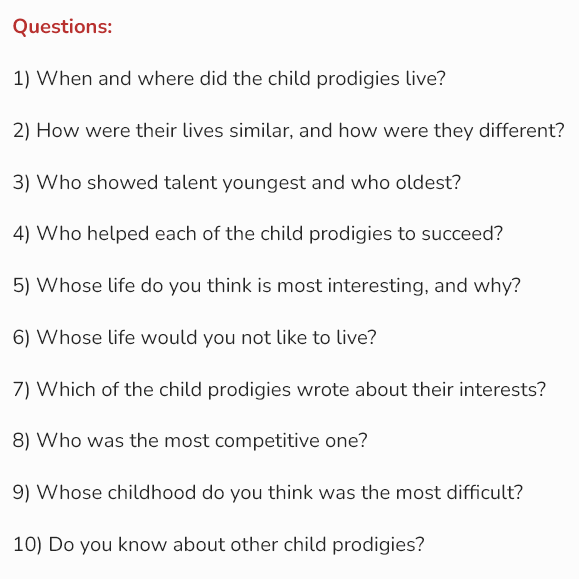 Questions:
1) When and where did the child prodigies live?
2) How were their lives similar, and how were they different?
3) Who showed talent youngest and who oldest?
4) Who helped each of the child prodigies to succeed?
5) Whose life do you think is most interesting, and why?
6) Whose life would you not like to live?
7) Which of the child prodigies wrote about their interests?
8) Who was the most competitive one?
9) Whose childhood do you think was the most difficult?
10) Do you know about other child prodigies?